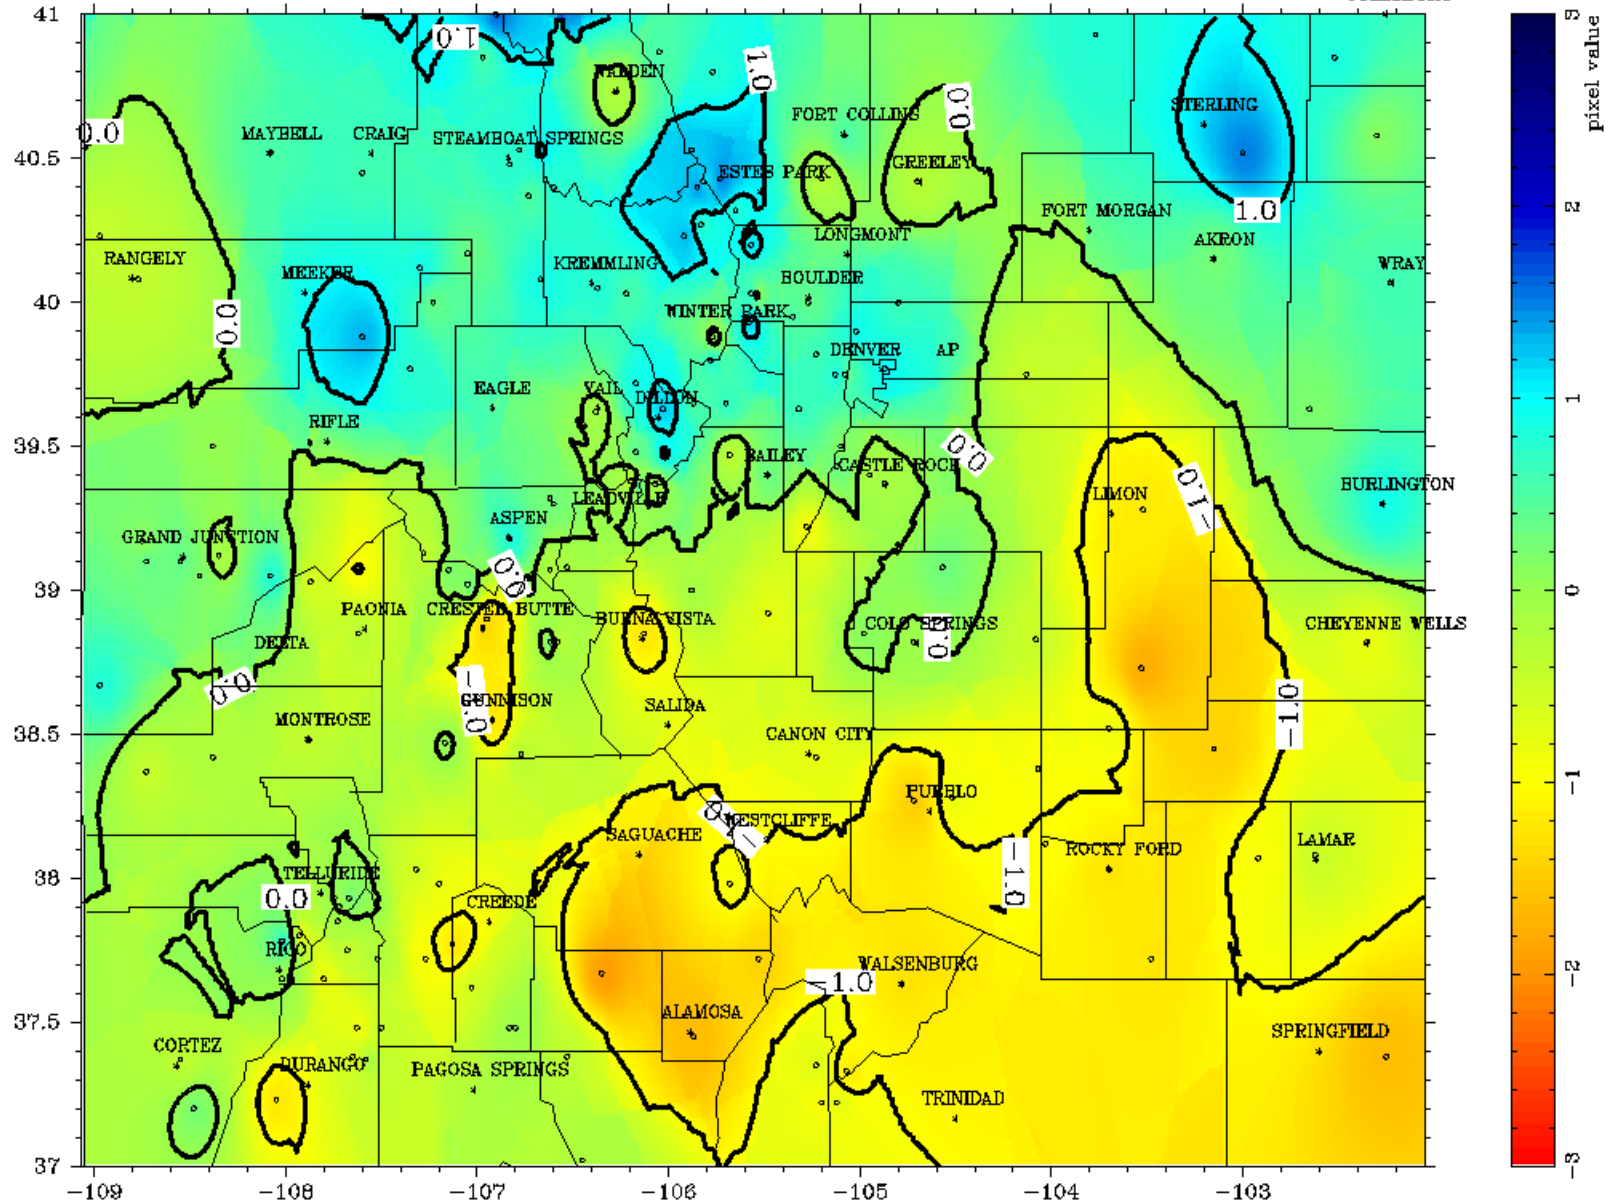 1.0
WALDEN
1.0
FORT COLLINS
0.0
STERLING
0.0
MAYBELL
CRAIG
STEAMBOAT SPRINGS
ESTES PARK
GREELEY
1.0
FORT MORGAN
AKRON
LONGMONT
RANGELY
MEEKER
KREMMLING
BOULDER
WRAY
0.0
WINTER PARK
DENVER
AP
EAGLE
VAIL
DILLON
RIFLE
0.0
BAILEY
CASTLE ROCK
LIMON
-1.0
BURLINGTON
LEADVILLE
ASPEN
GRAND JUNCTION
0.0
PAONIA
CRESTED BUTTE
BUENA VISTA
COLO SPRINGS
0.0
CHEYENNE WELLS
DELTA
0.0
-1.0
GUNNISON
SALIDA
-1.0
MONTROSE
CANON CITY
PUEBLO
-1.0
WESTCLIFFE
SAGUACHE
ROCKY FORD
LAMAR
TELLURIDE
0.0
-1.0
CREEDE
RICO
WALSENBURG
-1.0
ALAMOSA
SPRINGFIELD
CORTEZ
DURANGO
PAGOSA SPRINGS
TRINIDAD
40.5
40
39.5
39
38.5
38
37.5
37
-109
-108
-107
-106
-105
-104
-103
3
2
1
0
-1
-2
-3
pixel value